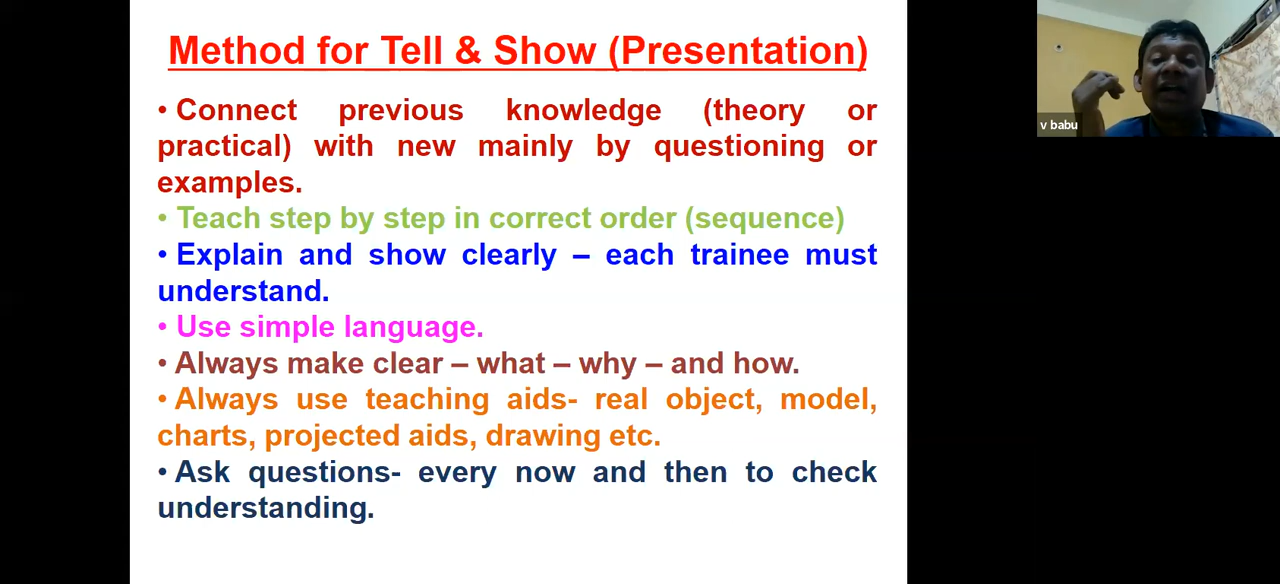 Method for Tell & Show (Presentation)
• Connect previous knowledge (theory or
practical) with new mainly by questioning or
examples.
• Teach step by step in correct order (sequence)
• Explain and show clearly – each trainee must
understand.
• Use simple language.
• Always make clear – what – why – and how.
• Always use teaching aids- real object, model,
charts, projected aids, drawing etc.
• Ask questions- every now and then to check
understanding.
v babu